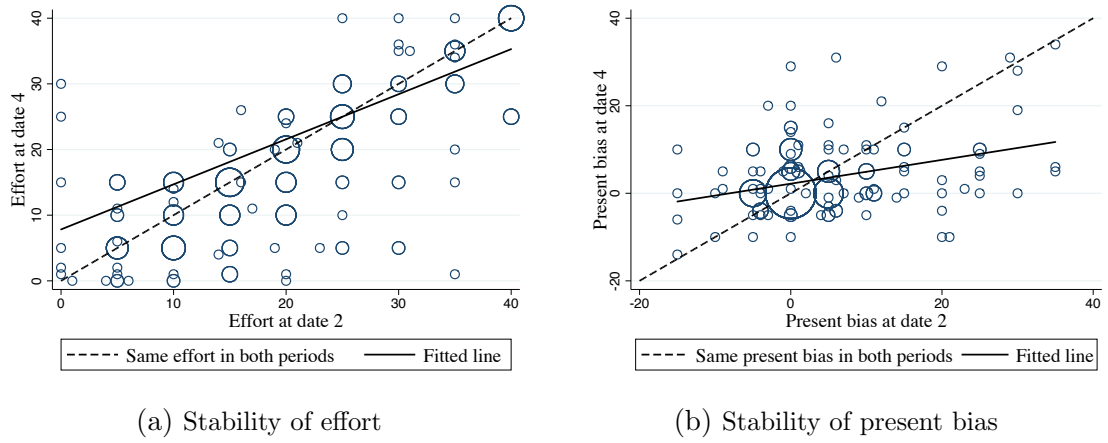 Effort at date 4
40
30
20
10
0
0 10 20 30 40
Effort at date 2
Same effort in both periods Fitted line
(a) Stability of effort
Present bias at date 4
40
20
0
-20
-20 0 20 40
Present bias at date 2
Same present bias in both periods Fitted line
(b) Stability of present bias